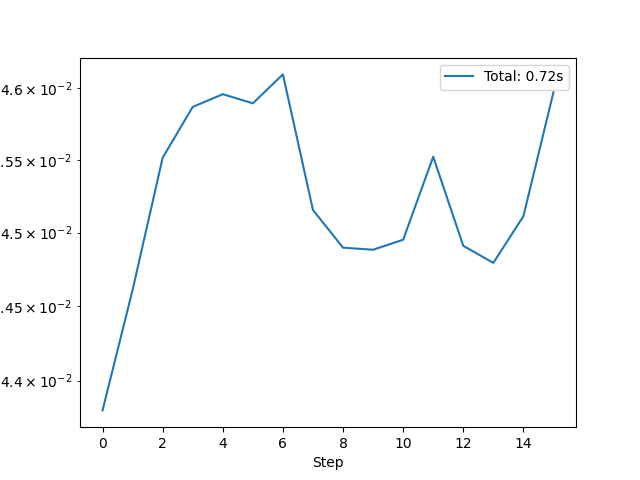 Total: 0.72s
4.6 × 10⁻²
.55 × 10⁻²
4.5 × 10⁻²
.45 × 10⁻²
4.4 × 10⁻²
0 2 4 6 8 10 12 14
Step